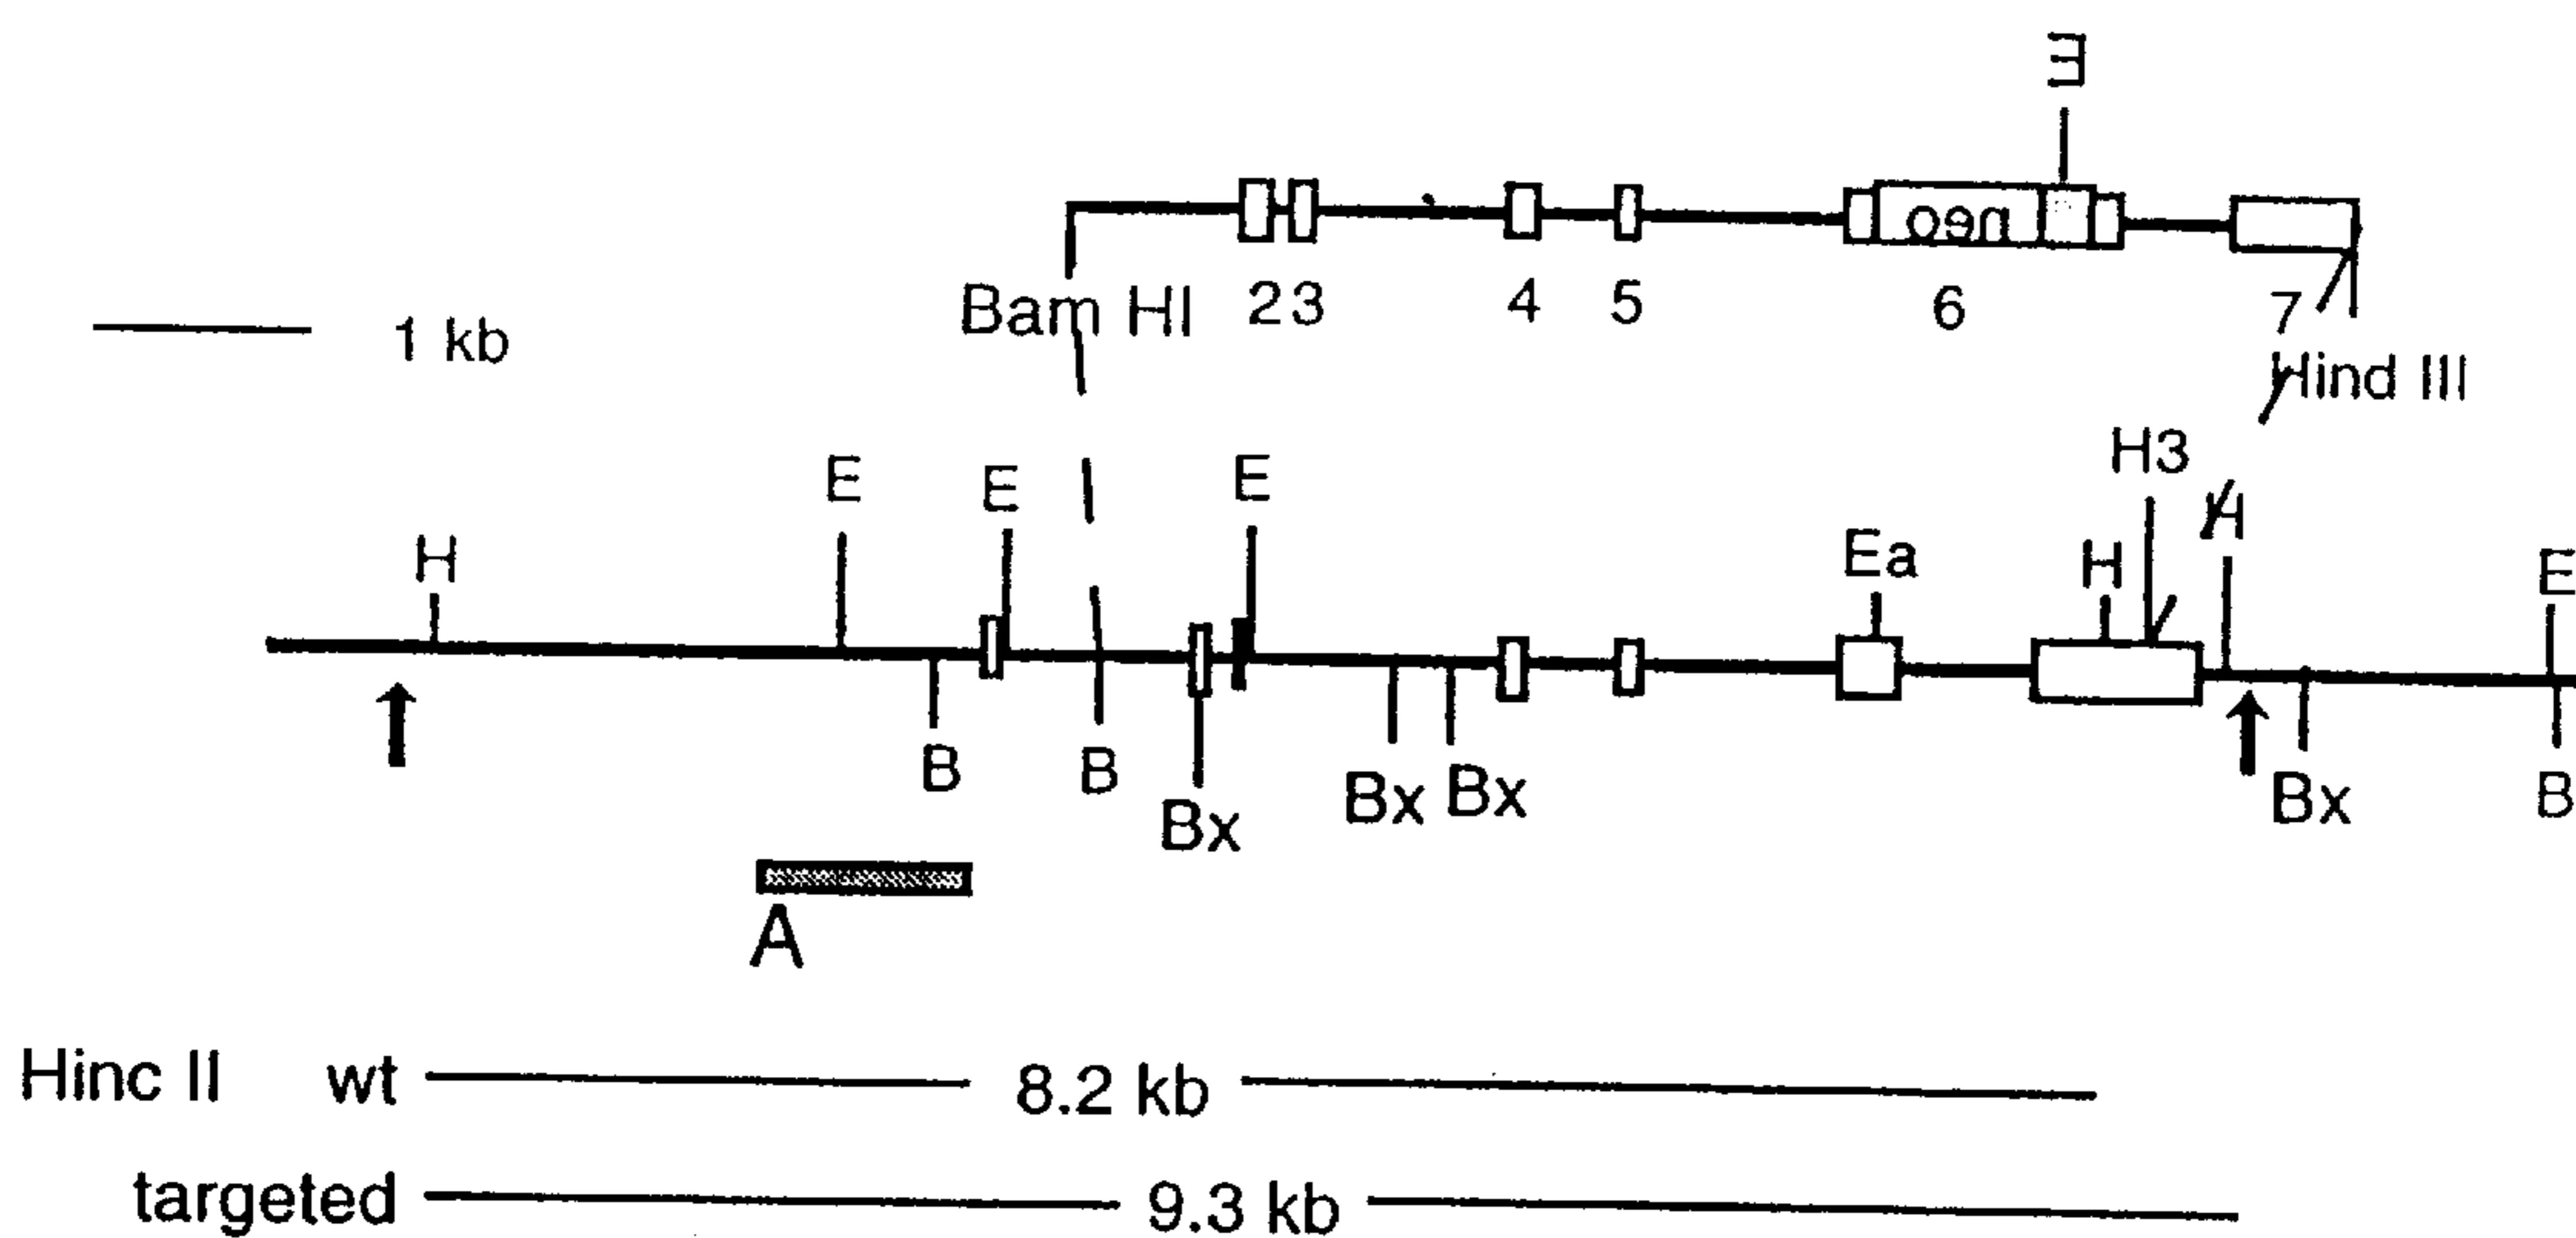 E
neo
Bam HI 2 3 4 5 6 7
1 kb
Hind III
H E E E Ea H H3 H E
B B Bx Bx Bx Bx B
A
Hinc II wt 8.2 kb
targeted 9.3 kb